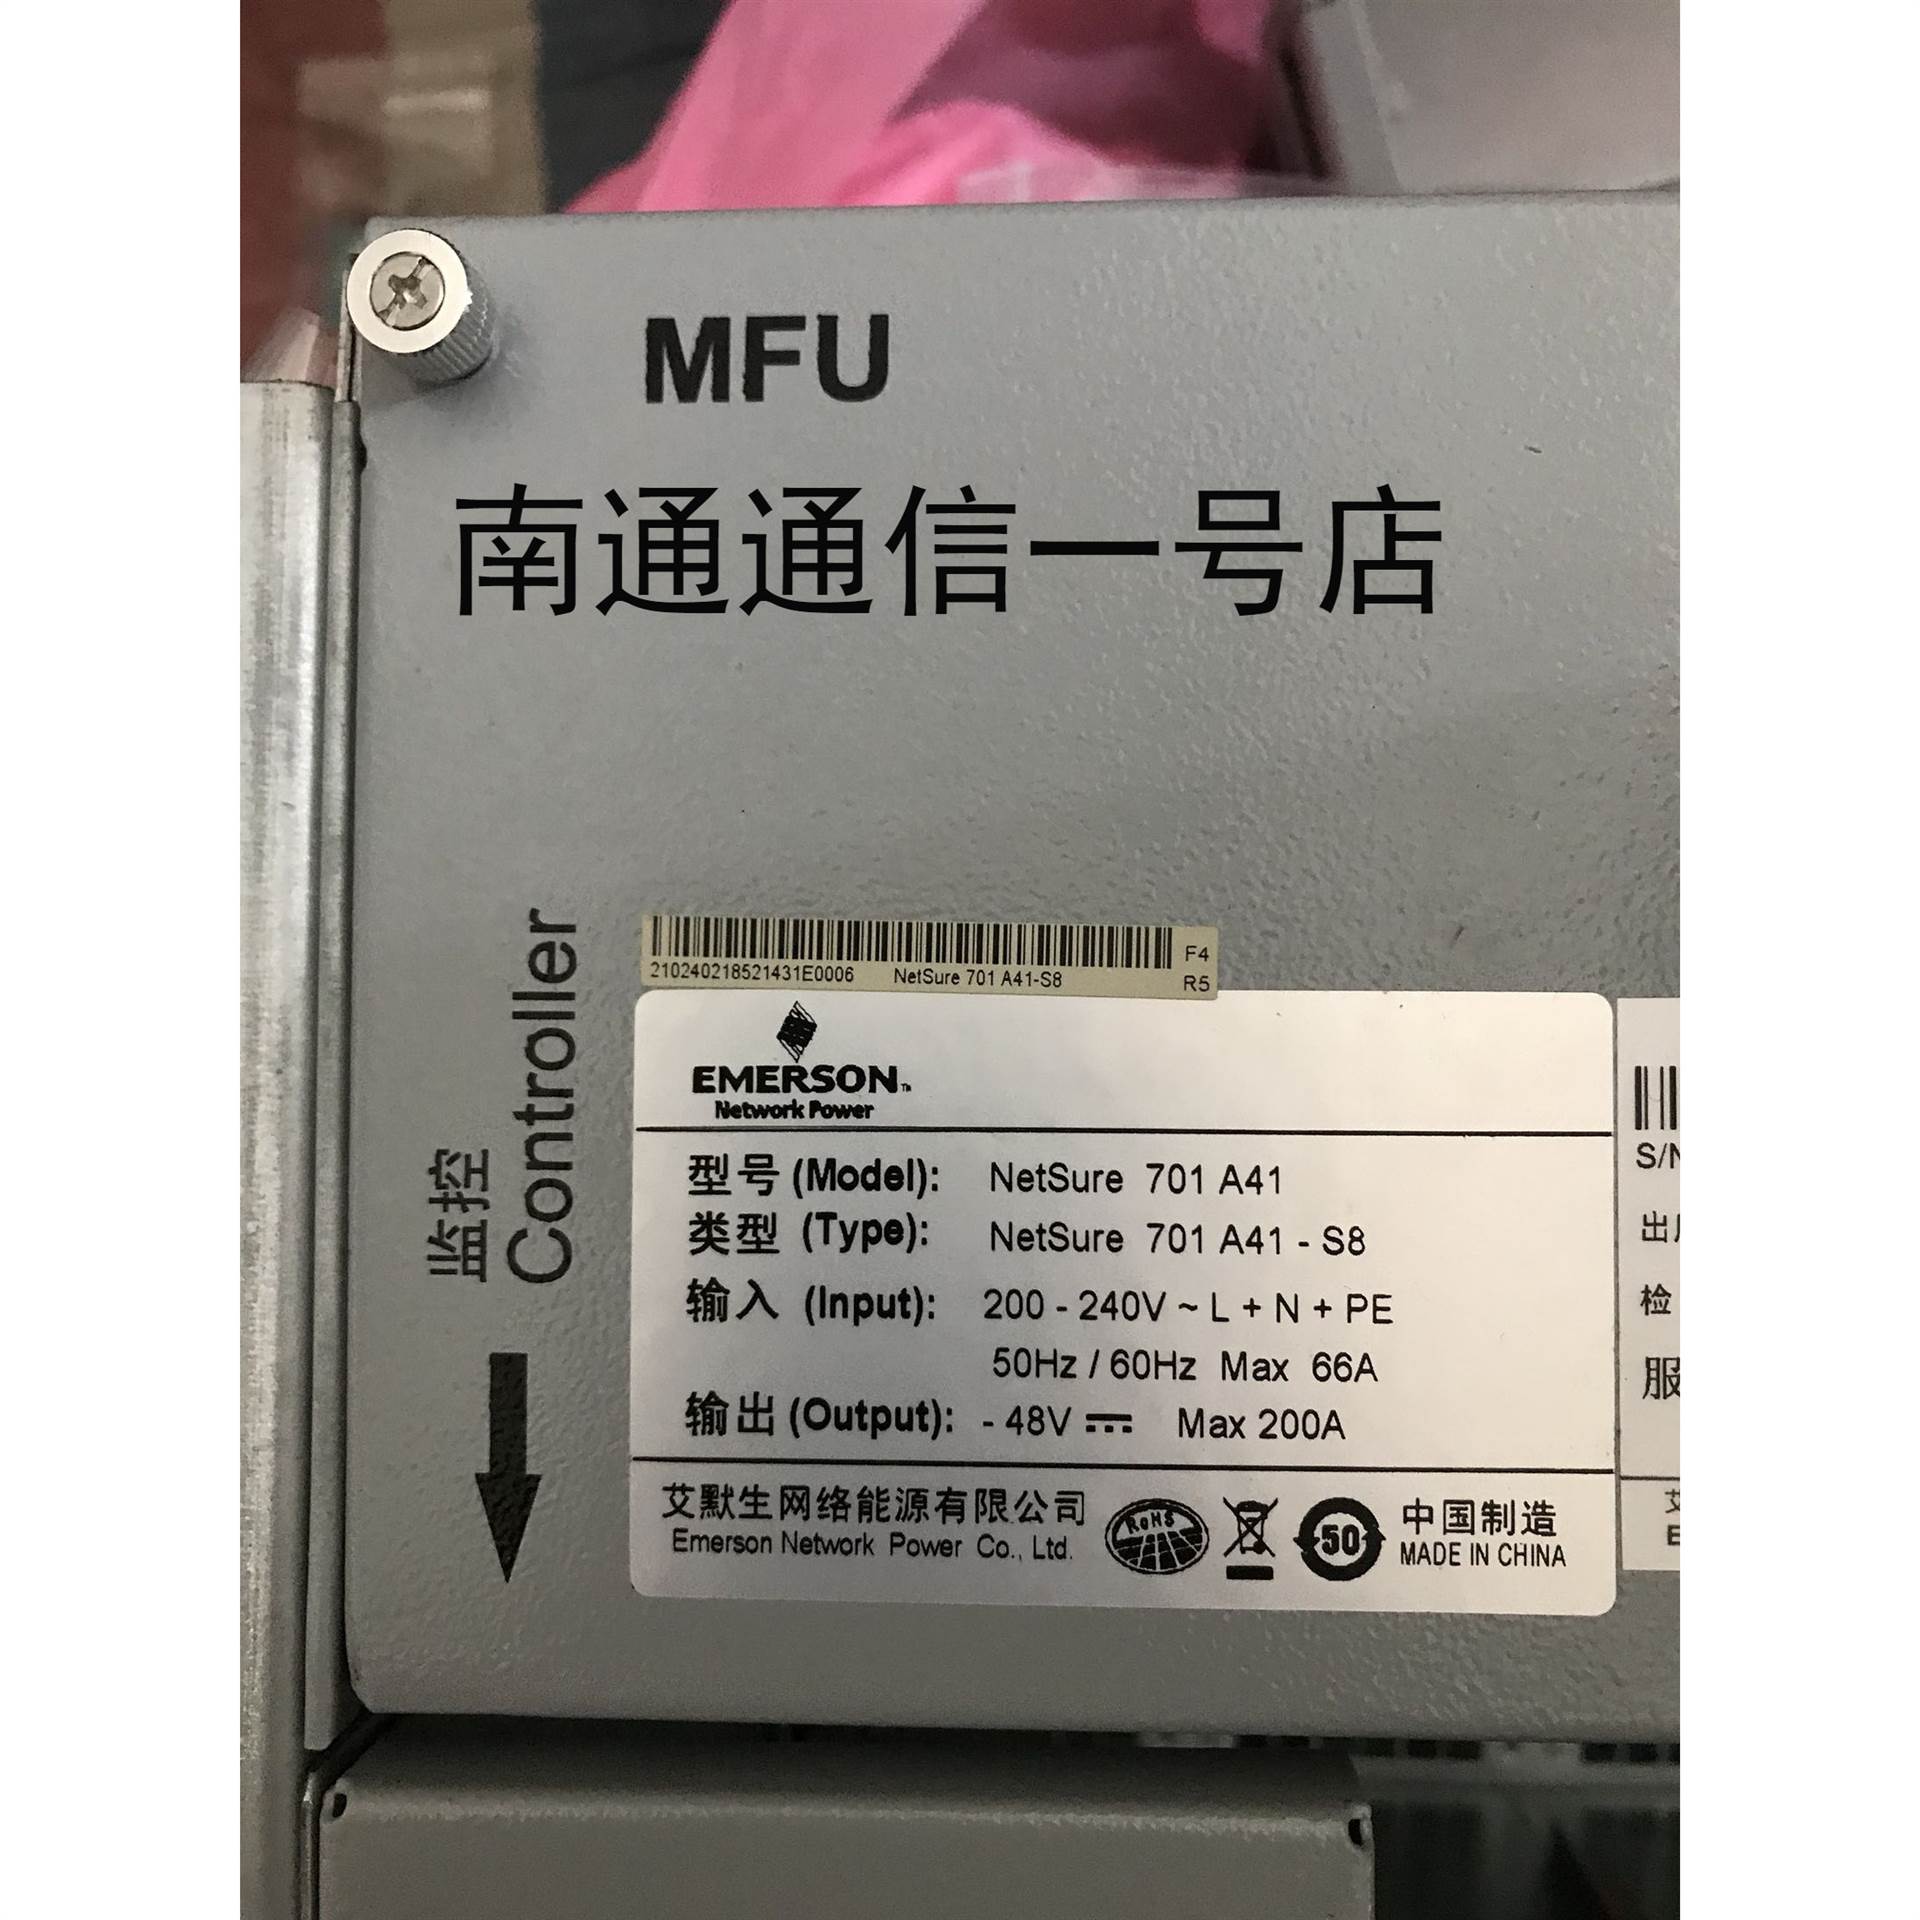 MFU
南通通信一号店
监控
Controller
210240218521431E0006 NetSure 701 A41-S8
F4
R5
EMERSON™
Network Power
型号 (Model): NetSure 701 A41
类型 (Type): NetSure 701 A41 - S8
输入 (Input): 200 - 240V ~ L + N + PE
50Hz / 60Hz Max 66A
输出 (Output): - 48V ⎓ Max 200A
艾默生网络能源有限公司
Emerson Network Power Co., Ltd.
RoHS
50
中国制造
MADE IN CHINA
S/N
出
检
服